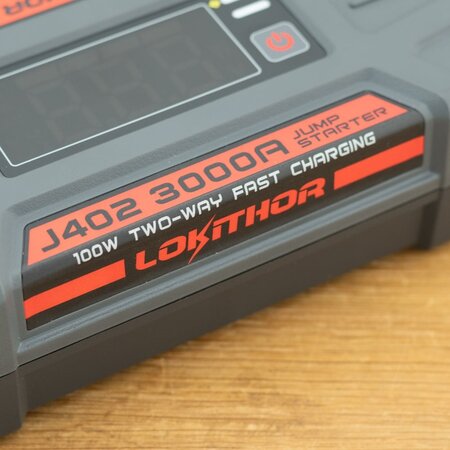 J402 3000A JUMP STARTER
100W TWO-WAY FAST CHARGING
LOKITHOR